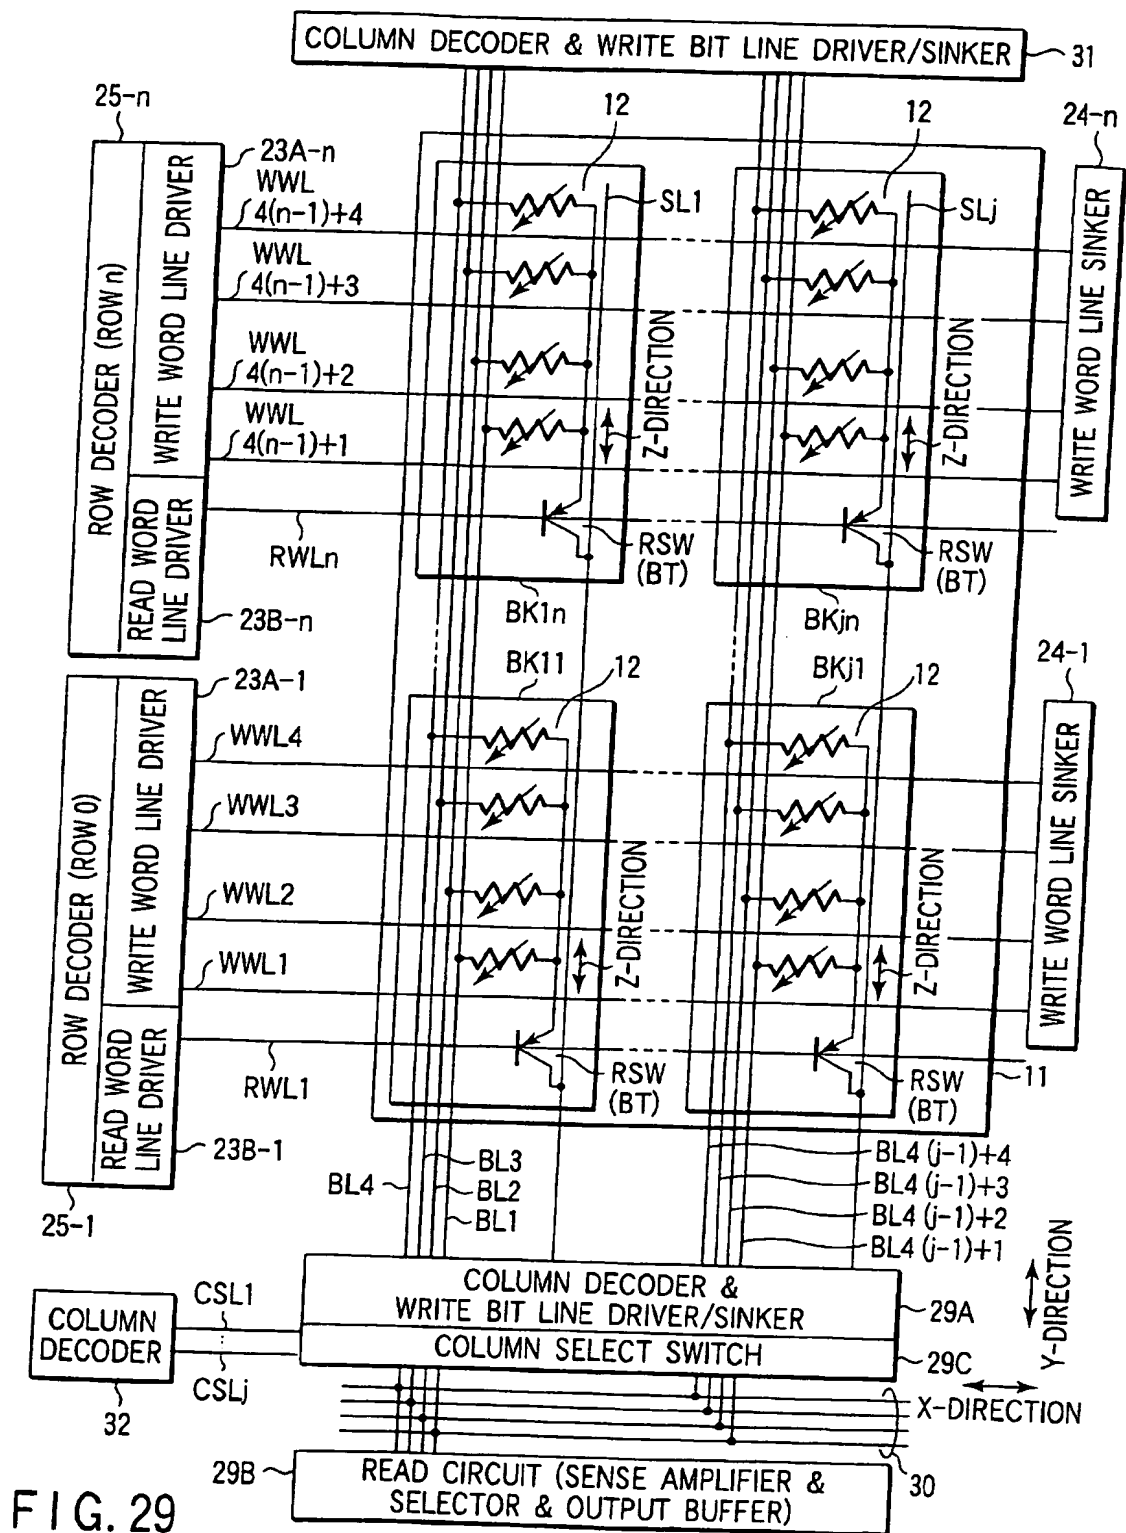 COLUMN DECODER & WRITE BIT LINE DRIVER/SINKER
31
25-n
12
12
24-n
23A-n
WWL
4(n-1)+4
WWL
4(n-1)+3
WWL
4(n-1)+2
WWL
4(n-1)+1
ROW DECODER (ROW n)
WRITE WORD LINE DRIVER
READ WORD
LINE DRIVER
SL1
SLj
Z-DIRECTION
Z-DIRECTION
WRITE WORD LINE SINKER
RWLn
RSW
(BT)
RSW
(BT)
23B-n
BK1n
BKjn
23A-1
BK11
12
BKj1
12
24-1
WWL4
WWL3
WWL2
WWL1
ROW DECODER (ROW 0)
WRITE WORD LINE DRIVER
READ WORD
LINE DRIVER
Z-DIRECTION
Z-DIRECTION
WRITE WORD LINE SINKER
RWL1
RSW
(BT)
RSW
(BT)
11
23B-1
25-1
BL4
BL3
BL2
BL1
BL4(j-1)+4
BL4(j-1)+3
BL4(j-1)+2
BL4(j-1)+1
COLUMN DECODER &
WRITE BIT LINE DRIVER/SINKER
29A
Y-DIRECTION
CSL1
COLUMN
DECODER
CSLj
32
COLUMN SELECT SWITCH
29C
X-DIRECTION
30
29B
READ CIRCUIT (SENSE AMPLIFIER &
SELECTOR & OUTPUT BUFFER)
FIG. 29